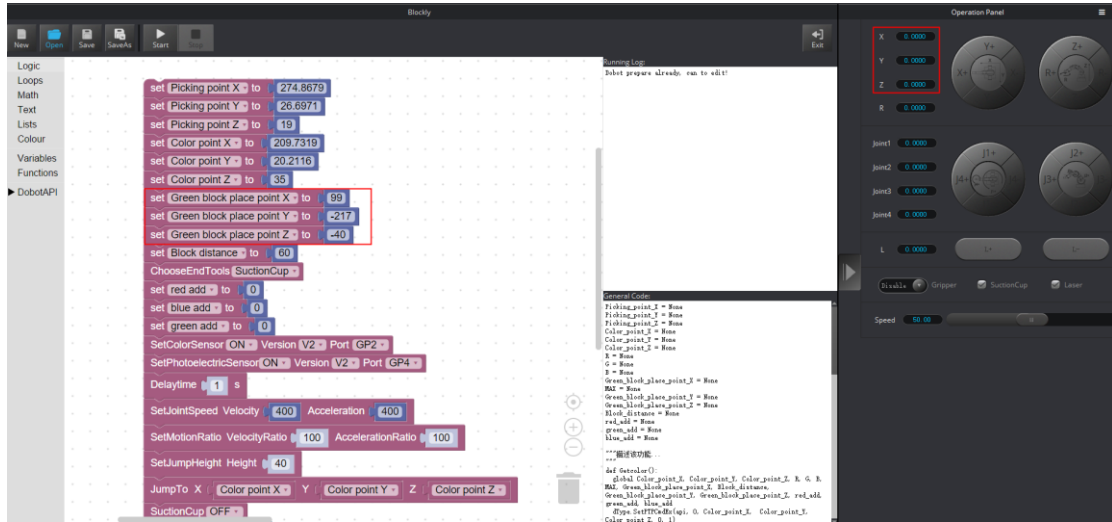 Blockly
Operation Panel
New
Open
Save
SaveAs
Start
Stop
Exit
Logic
Loops
Math
Text
Lists
Colour
Variables
Functions
DobotAPI
set Picking point X to 274.8679
set Picking point Y to 26.6971
set Picking point Z to 19
set Color point X to 209.7319
set Color point Y to 20.2116
set Color point Z to 35
set Green block place point X to 99
set Green block place point Y to -217
set Green block place point Z to -40
set Block distance to 60
ChooseEndTools SuctionCup
set red add to 0
set blue add to 0
set green add to 0
SetColorSensor ON Version V2 Port GP2
SetPhotoelectricSensor ON Version V2 Port GP4
Delaytime 1 s
SetJointSpeed Velocity 400 Acceleration 400
SetMotionRatio VelocityRatio 100 AccelerationRatio 100
SetJumpHeight Height 40
JumpTo X Color point X Y Color point Y Z Color point Z
SuctionCup OFF
Running Log:
Dobot prepare already, can to edit!
General Code:
Picking_point_X = None
Picking_point_Y = None
Picking_point_Z = None
Color_point_X = None
Color_point_Y = None
Color_point_Z = None
R = None
G = None
B = None
Green_block_place_point_X = None
MAX = None
Green_block_place_point_Y = None
Green_block_place_point_Z = None
Block_distance = None
red_add = None
green_add = None
blue_add = None
"""描述该功能...
"""
def Getcolor():
global Color_point_X, Color_point_Y, Color_point_Z, R, G, B,
MAX, Green_block_place_point_X, Block_distance,
Green_block_place_point_Y, Green_block_place_point_Z, red_add,
green_add, blue_add
dType.SetPTPCmdEx(api, 0, Color_point_X, Color_point_Y,
Color_point_Z, 0, 1)
X 0.0000
Y 0.0000
Z 0.0000
R 0.0000
Y+
X+
Z+
R+
Joint1 0.0000
Joint2 0.0000
Joint3 0.0000
Joint4 0.0000
J1+
J4+
J2+
J3+
L 0.0000
L+
L-
Disable Gripper SuctionCup Laser
Speed 50.00